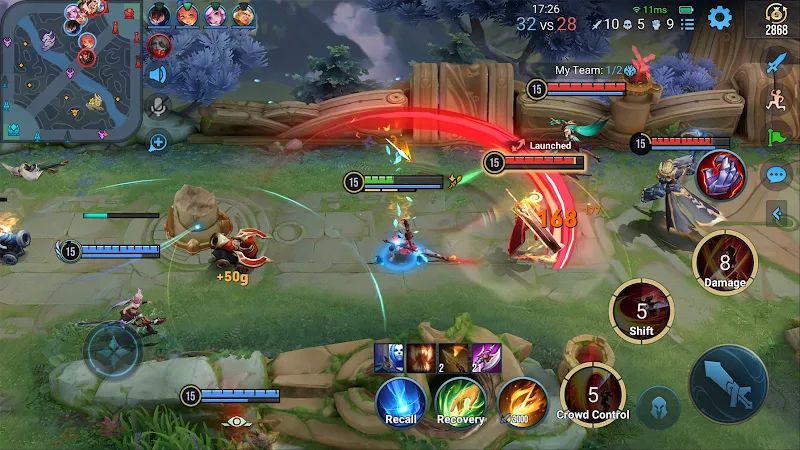 17:26
11ms
32 vs 28
10 5 9
2868
My Team: 1/2
15
15
Launched
15
15
168
15
+50g
8
Damage
5
Shift
15
2
2
Recall
Recovery
3000
5
Crowd Control